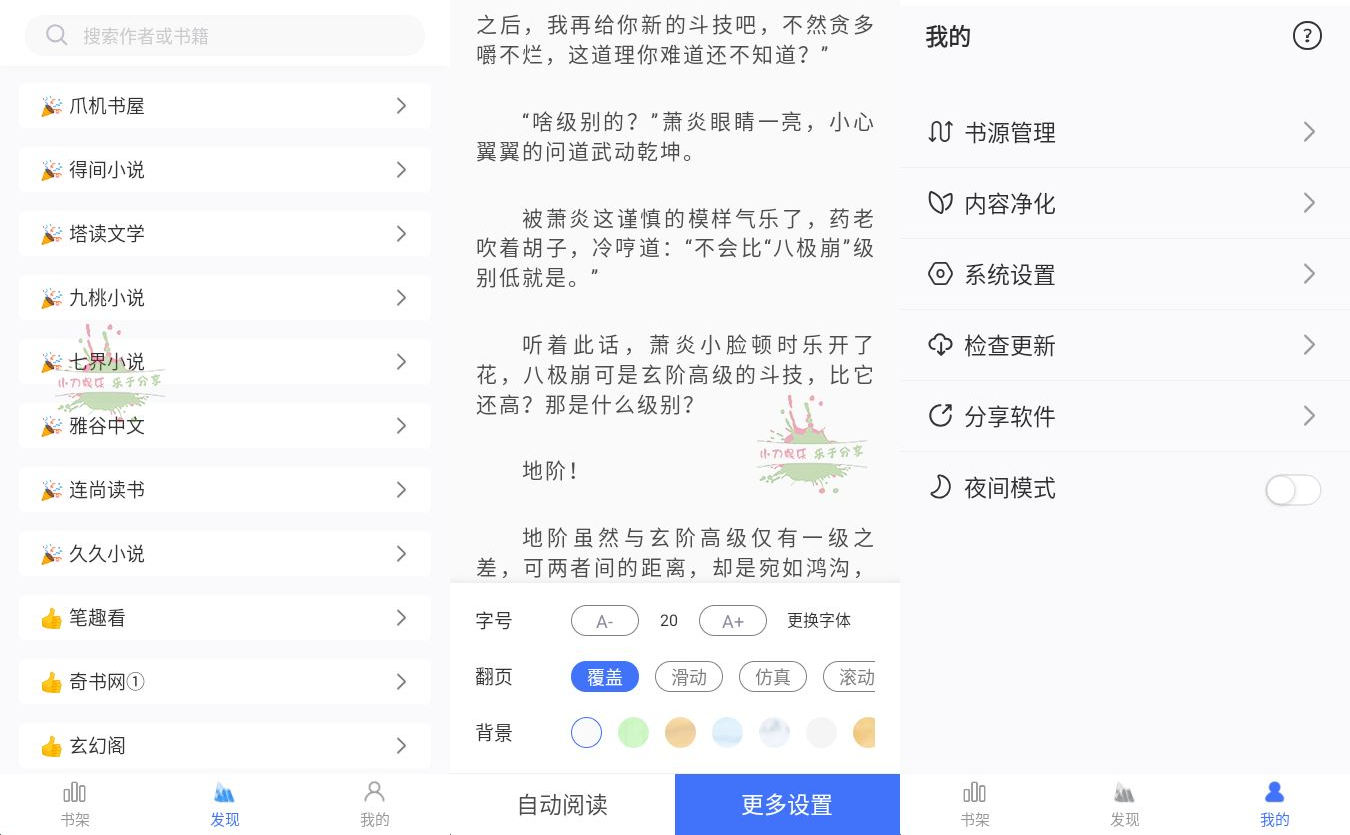 搜索作者或书籍
爪机书屋
得间小说
塔读文学
九桃小说
七界小说
小刀娱乐 乐于分享
雅谷中文
连尚读书
久久小说
笔趣看
奇书网①
玄幻阁
书架
发现
我的
之后，我再给你新的斗技吧，不然贪多
嚼不烂，这道理你难道还不知道？”
“啥级别的？”萧炎眼睛一亮，小心
翼翼的问道武动乾坤。
被萧炎这谨慎的模样气乐了，药老
吹着胡子，冷哼道：“不会比“八极崩”级
别低就是。”
听着此话，萧炎小脸顿时乐开了
花，八极崩可是玄阶高级的斗技，比它
还高？那是什么级别？
小刀娱乐 乐于分享
地阶！
地阶虽然与玄阶高级仅有一级之
差，可两者间的距离，却是宛如鸿沟，
字号
A-
20
A+
更换字体
翻页
覆盖
滑动
仿真
滚动
背景
自动阅读
更多设置
我的
?
书源管理
内容净化
系统设置
检查更新
分享软件
夜间模式
书架
发现
我的